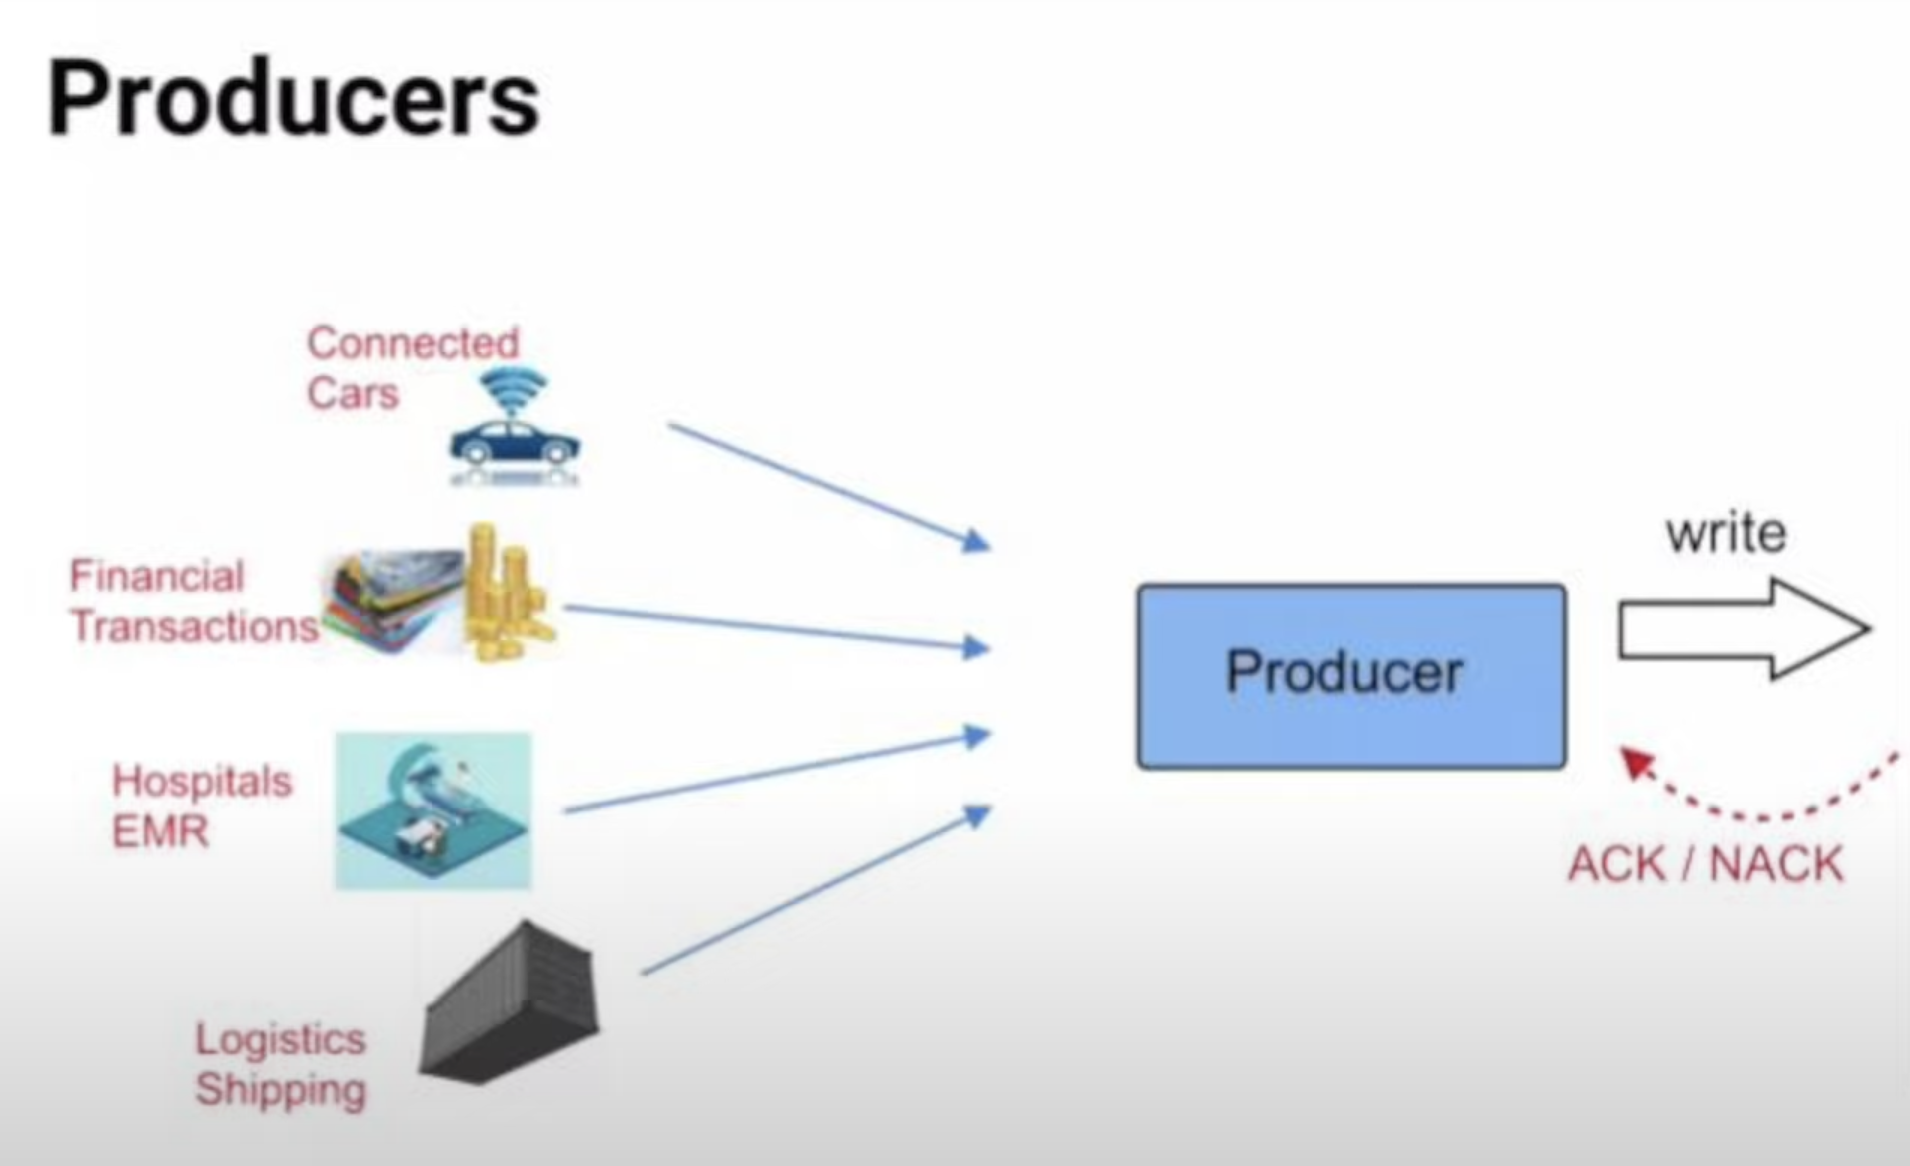 Producers
Connected
Cars
Financial
Transactions
Hospitals
EMR
Logistics
Shipping
Producer
write
ACK / NACK